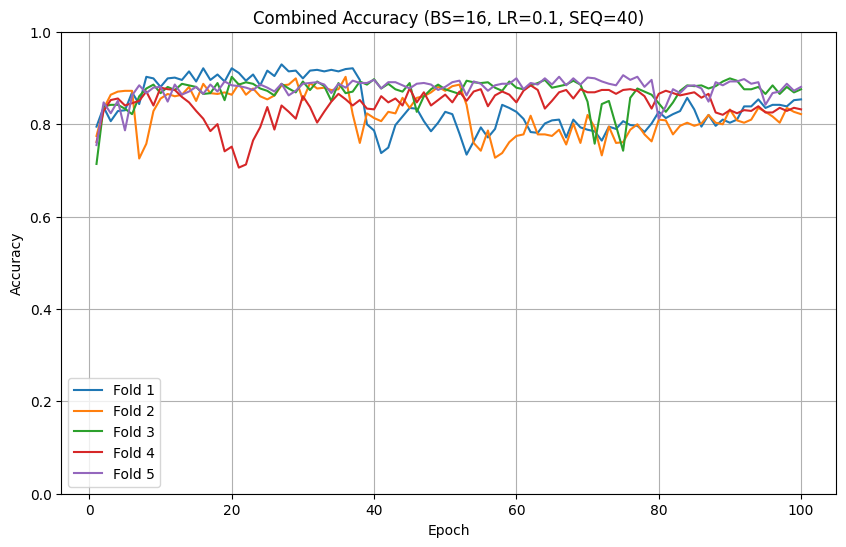 Combined Accuracy (BS=16, LR=0.1, SEQ=40)
Accuracy
1.0
0.8
0.6
0.4
0.2
0.0
Fold 1
Fold 2
Fold 3
Fold 4
Fold 5
0 20 40 60 80 100
Epoch